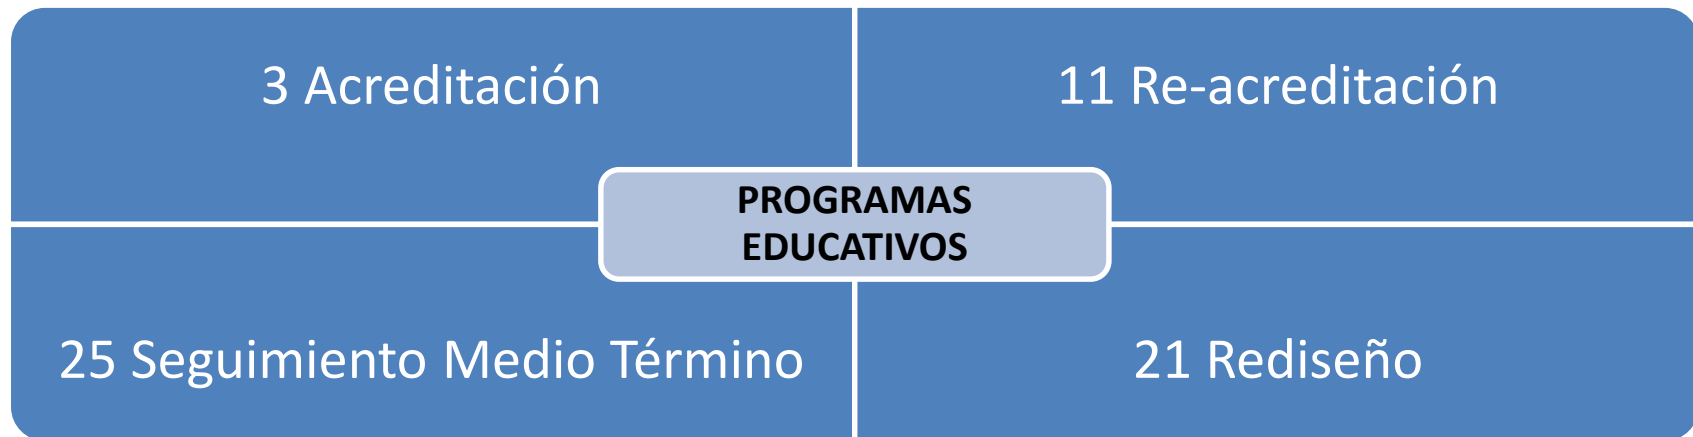 3 Acreditación
11 Re-acreditación
PROGRAMAS
EDUCATIVOS
25 Seguimiento Medio Término
21 Rediseño